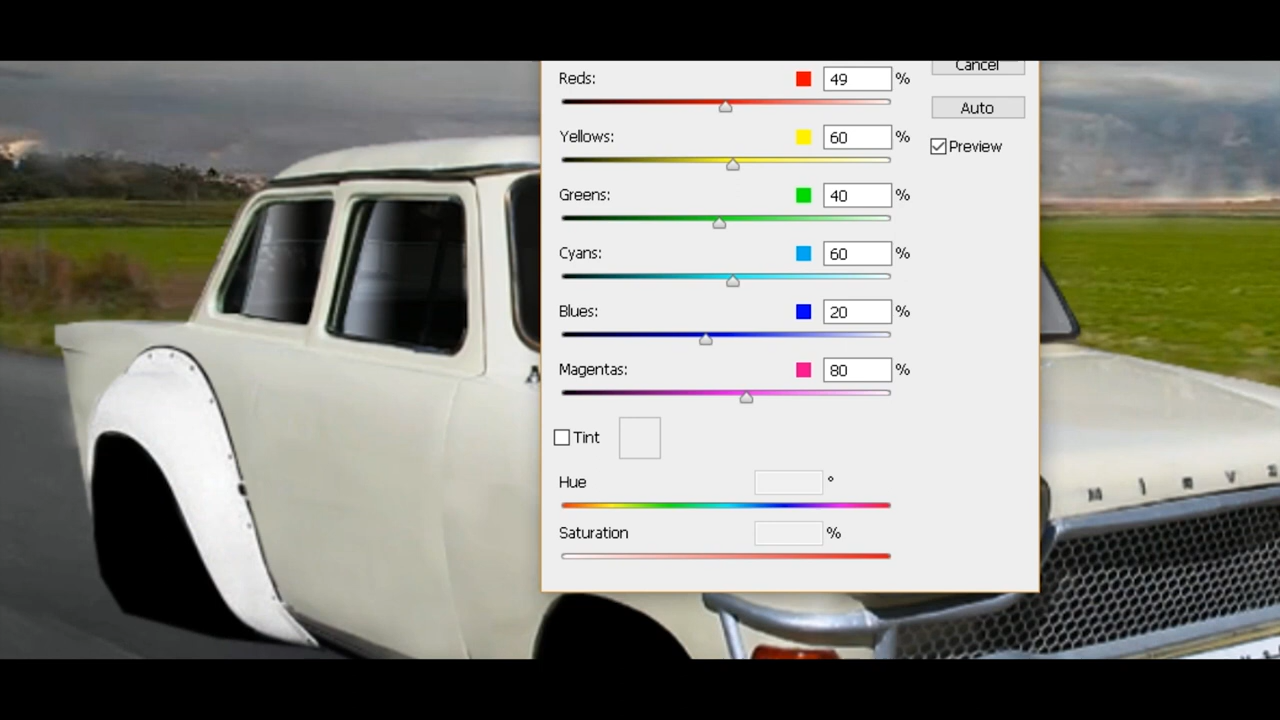 Cancel
Reds: 49 %
Auto
Yellows: 60 %
Preview
Greens: 40 %
Cyans: 60 %
Blues: 20 %
Magentas: 80 %
Tint
Hue °
Saturation %
M i n v